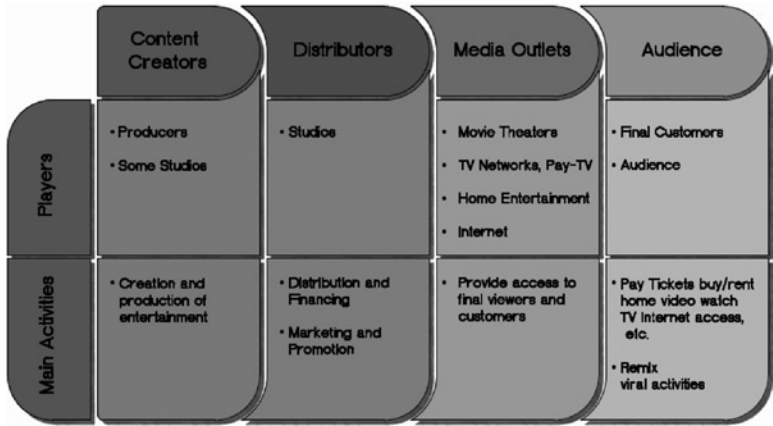 Content
Creators
Distributors
Media Outlets
Audience
Players
• Producers
• Some Studios
• Studios
• Movie Theaters
• TV Networks, Pay-TV
• Home Entertainment
• Internet
• Final Customers
• Audience
Main Activities
• Creation and
production of
entertainment
• Distribution and
Financing
• Marketing and
Promotion
• Provide access to
final viewers and
customers
• Pay Tickets buy/rent
home video watch
TV Internet access,
etc.
• Remix
viral activities